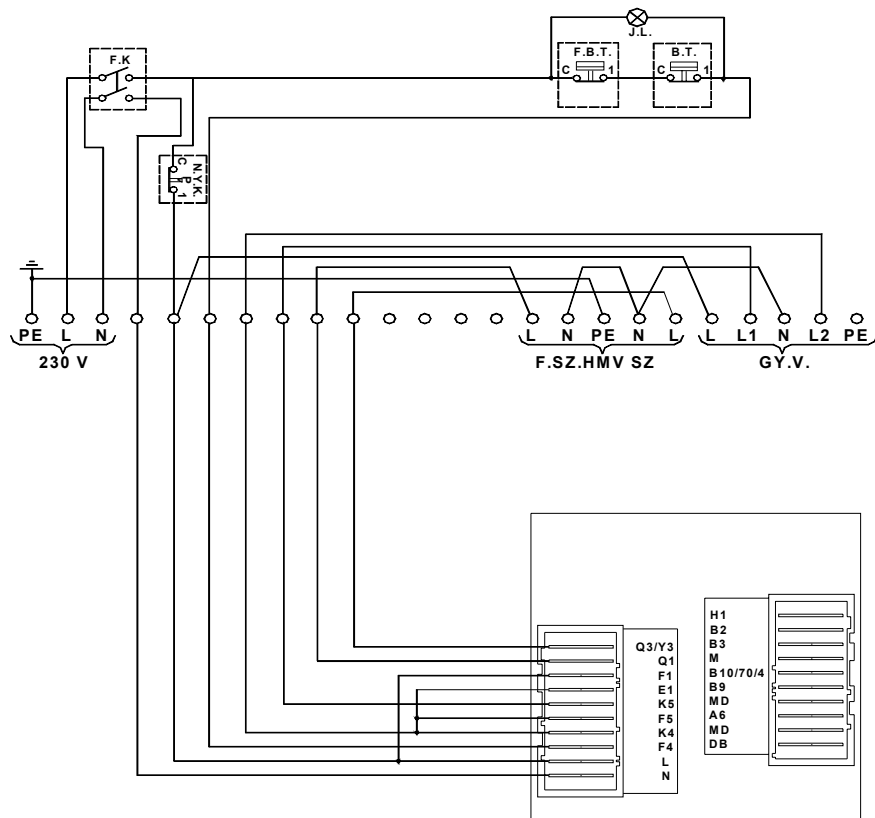 J.L.
F.K
F.B.T.
B.T.
C 1
C 1
N.Y.K.
C P 1
PE L N
L N PE N L
L L1 N L2 PE
230 V
F.SZ.HMV SZ
GY.V.
Q3/Y3
Q1
F1
E1
K5
F5
K4
F4
L
N
H1
B2
B3
M
B10/70/4
B9
MD
A6
MD
DB